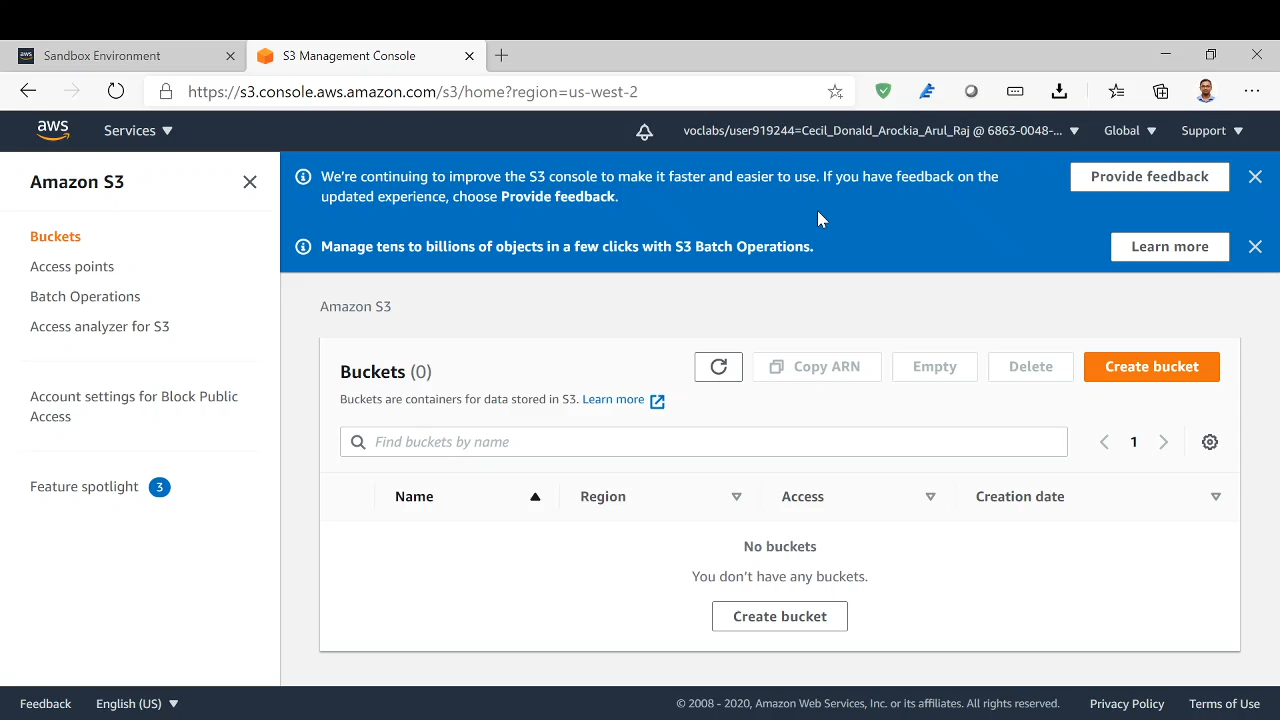 aws
Sandbox Environment
S3 Management Console
https://s3.console.aws.amazon.com/s3/home?region=us-west-2
aws
Services
voclabs/user919244=Cecil_Donald_Arockia_Arul_Raj @ 6863-0048-...
Global
Support
Amazon S3
Buckets
Access points
Batch Operations
Access analyzer for S3
Account settings for Block Public
Access
Feature spotlight 3
We're continuing to improve the S3 console to make it faster and easier to use. If you have feedback on the
updated experience, choose Provide feedback.
Provide feedback
Manage tens to billions of objects in a few clicks with S3 Batch Operations.
Learn more
Amazon S3
Buckets (0)
Copy ARN
Empty
Delete
Create bucket
Buckets are containers for data stored in S3. Learn more
Find buckets by name
1
Name
Region
Access
Creation date
No buckets
You don't have any buckets.
Create bucket
Feedback
English (US)
© 2008 - 2020, Amazon Web Services, Inc. or its affiliates. All rights reserved.
Privacy Policy
Terms of Use